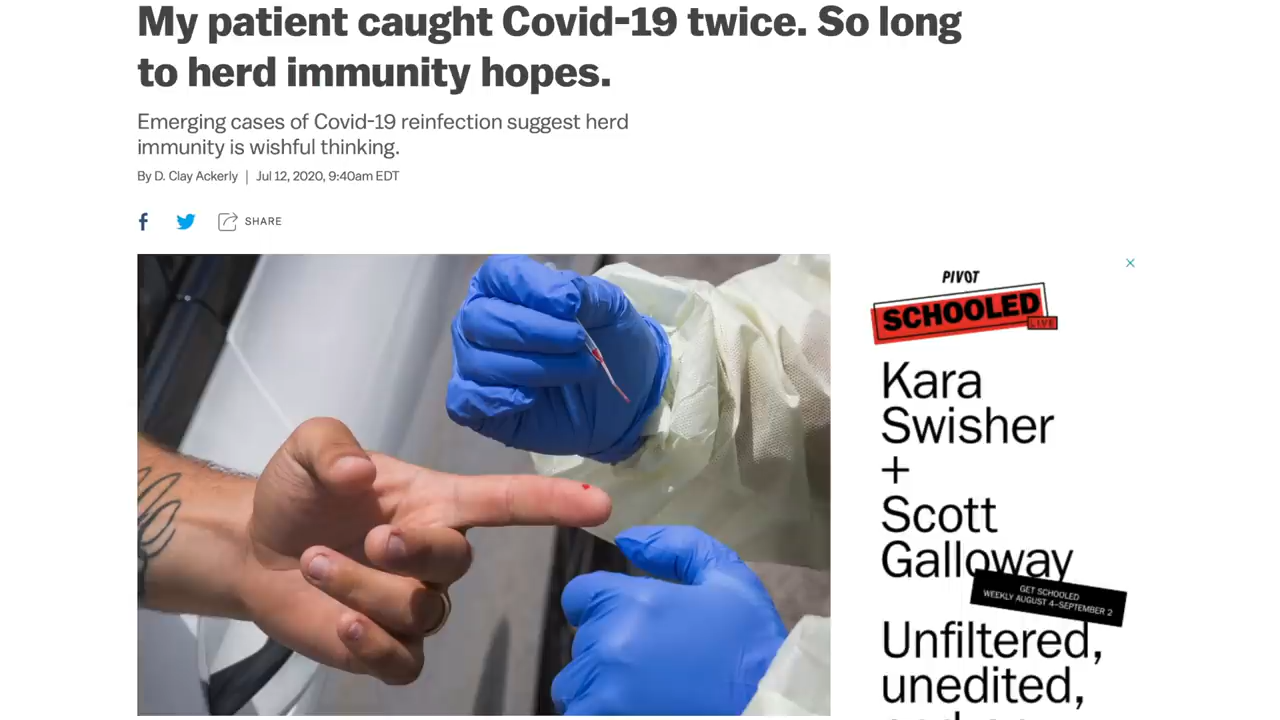 My patient caught Covid-19 twice. So long
to herd immunity hopes.
Emerging cases of Covid-19 reinfection suggest herd
immunity is wishful thinking.
By D. Clay Ackerly | Jul 12, 2020, 9:40am EDT
SHARE
PIVOT
SCHOOLED
LIVE
Kara
Swisher
+
Scott
Galloway
GET SCHOOLED
WEEKLY AUGUST 4–SEPTEMBER 2
Unfiltered,
unedited,